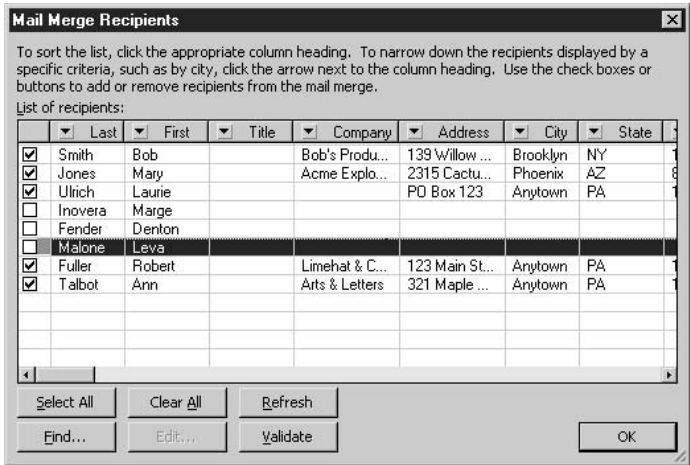 Mail Merge Recipients
To sort the list, click the appropriate column heading. To narrow down the recipients displayed by a
specific criteria, such as by city, click the arrow next to the column heading. Use the check boxes or
buttons to add or remove recipients from the mail merge.
List of recipients:
Last First Title Company Address City State
Smith Bob Bob's Produ... 139 Willow ... Brooklyn NY 1
Jones Mary Acme Explo... 2315 Cactu... Phoenix AZ 8
Ulrich Laurie PO Box 123 Anytown PA 1
Inovera Marge
Fender Denton
Malone Leva
Fuller Robert Limehat & C... 123 Main St... Anytown PA 1
Talbot Ann Arts & Letters 321 Maple ... Anytown PA 1
Select All Clear All Refresh
Find... Edit... Validate OK